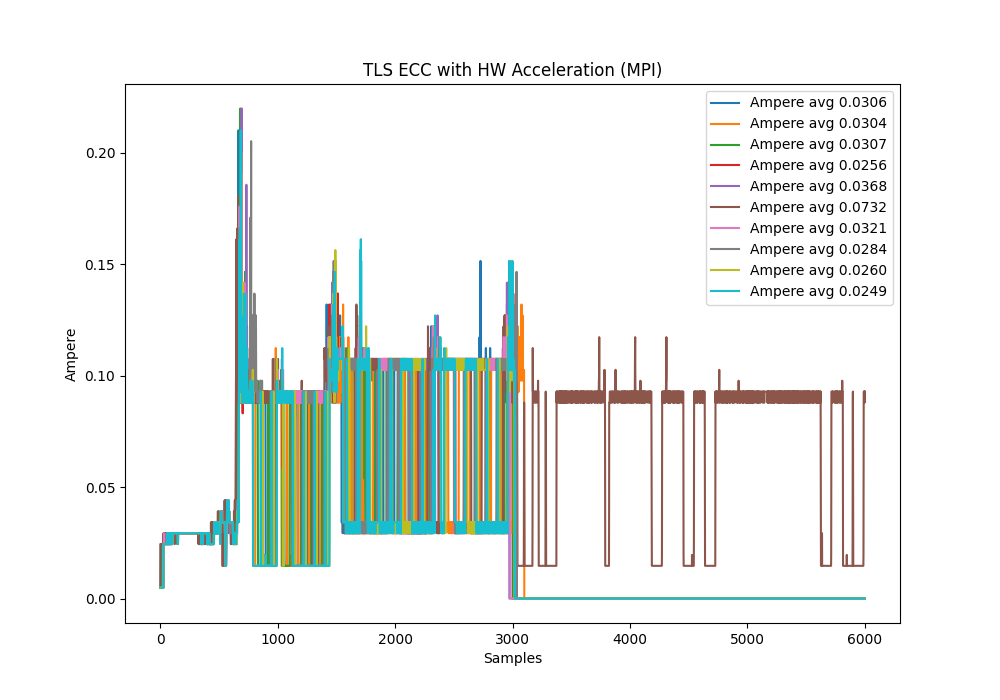 TLS ECC with HW Acceleration (MPI)
Ampere avg 0.0306
Ampere avg 0.0304
Ampere avg 0.0307
Ampere avg 0.0256
Ampere avg 0.0368
Ampere avg 0.0732
Ampere avg 0.0321
Ampere avg 0.0284
Ampere avg 0.0260
Ampere avg 0.0249
Ampere
0.20
0.15
0.10
0.05
0.00
0 1000 2000 3000 4000 5000 6000
Samples